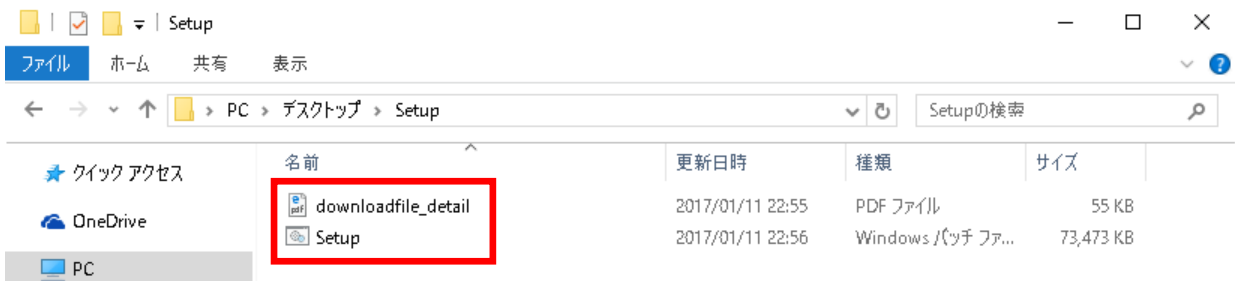 Setup
ファイル ホーム 共有 表示
PC > デスクトップ > Setup Setupの検索
名前 更新日時 種類 サイズ
クイック アクセス
downloadfile_detail 2017/01/11 22:55 PDF ファイル 55 KB
OneDrive
Setup 2017/01/11 22:56 Windows バッチ ファ... 73,473 KB
PC